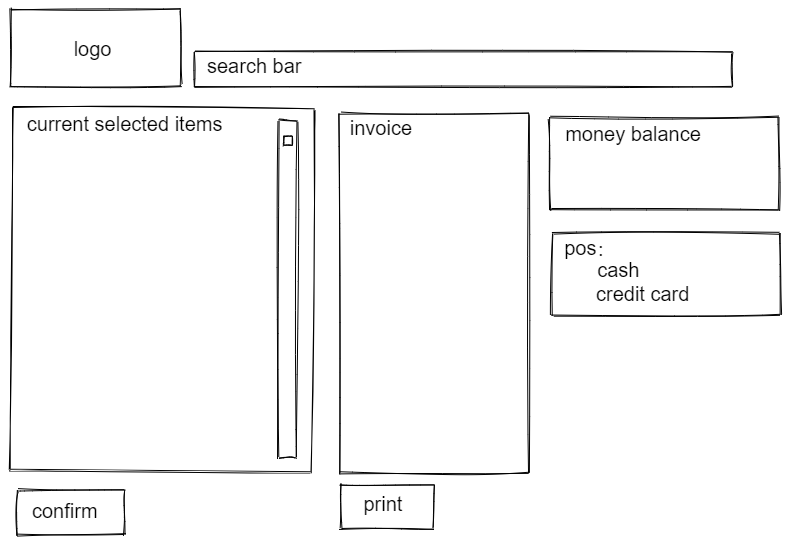 logo
search bar
current selected items
invoice
money balance
pos:
cash
credit card
confirm
print